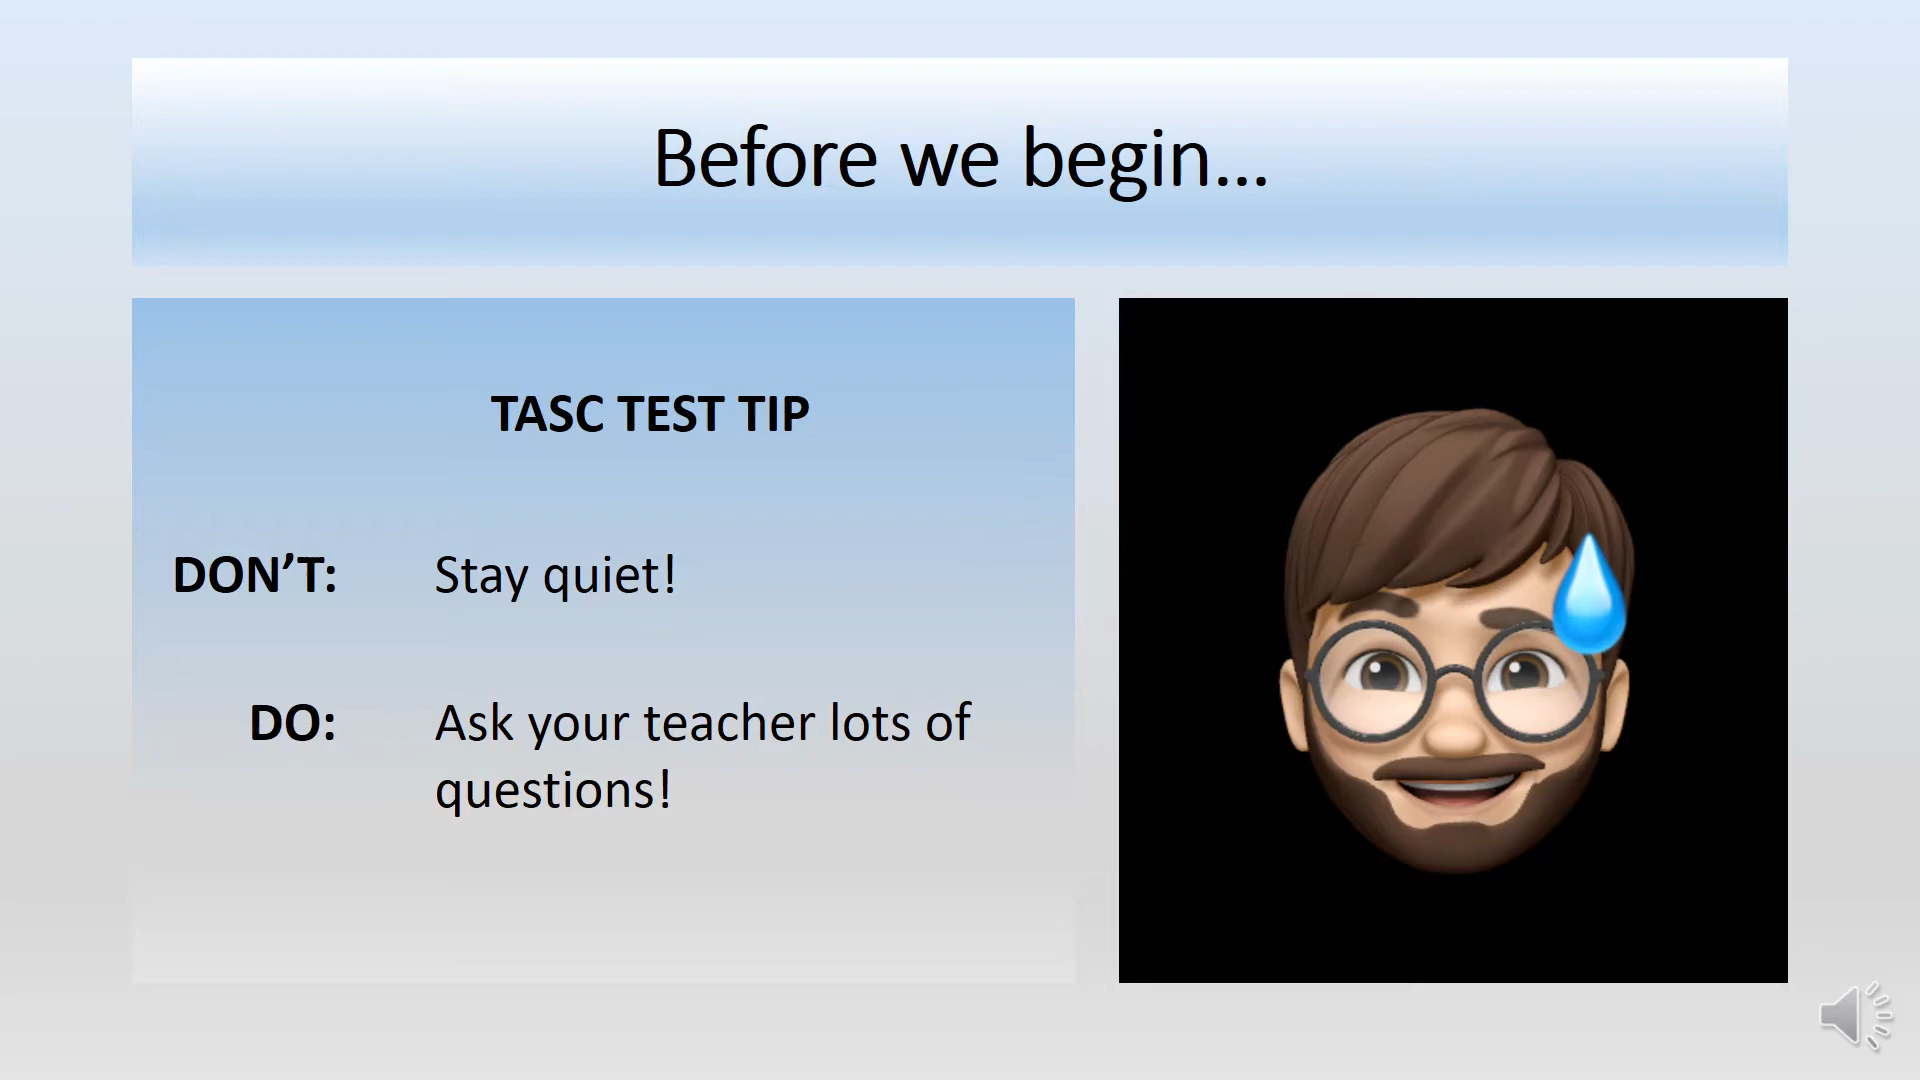 Before we begin...
TASC TEST TIP
DON’T: Stay quiet!
DO: Ask your teacher lots of
questions!